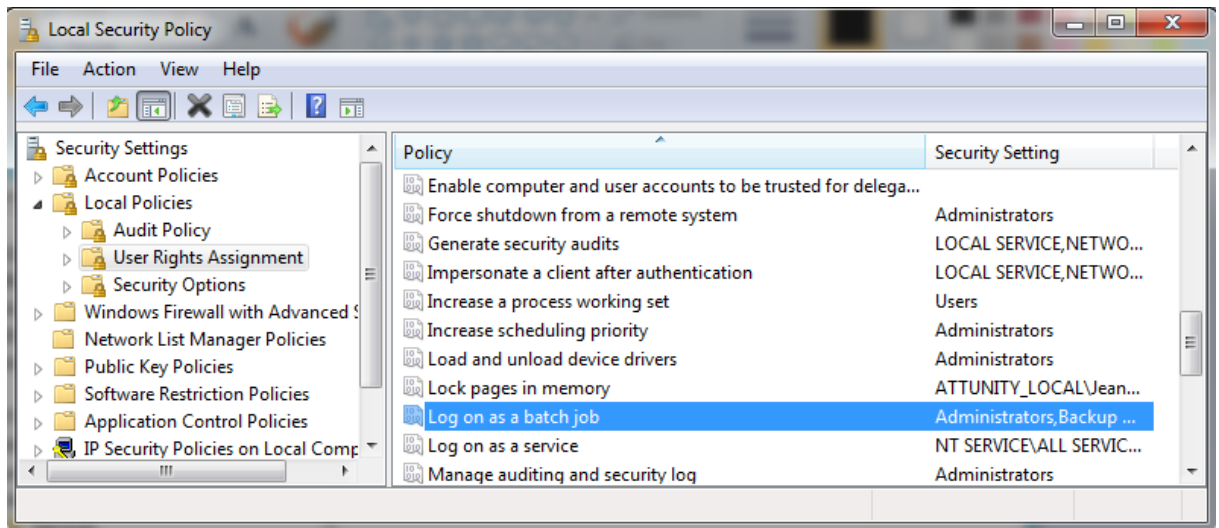 Local Security Policy
File Action View Help
Security Settings
Account Policies
Local Policies
Audit Policy
User Rights Assignment
Security Options
Windows Firewall with Advanced S
Network List Manager Policies
Public Key Policies
Software Restriction Policies
Application Control Policies
IP Security Policies on Local Comp
Policy Security Setting
Enable computer and user accounts to be trusted for delega...
Force shutdown from a remote system Administrators
Generate security audits LOCAL SERVICE,NETWO...
Impersonate a client after authentication LOCAL SERVICE,NETWO...
Increase a process working set Users
Increase scheduling priority Administrators
Load and unload device drivers Administrators
Lock pages in memory ATTUNITY_LOCAL\Jean...
Log on as a batch job Administrators,Backup ...
Log on as a service NT SERVICE\ALL SERVIC...
Manage auditing and security log Administrators